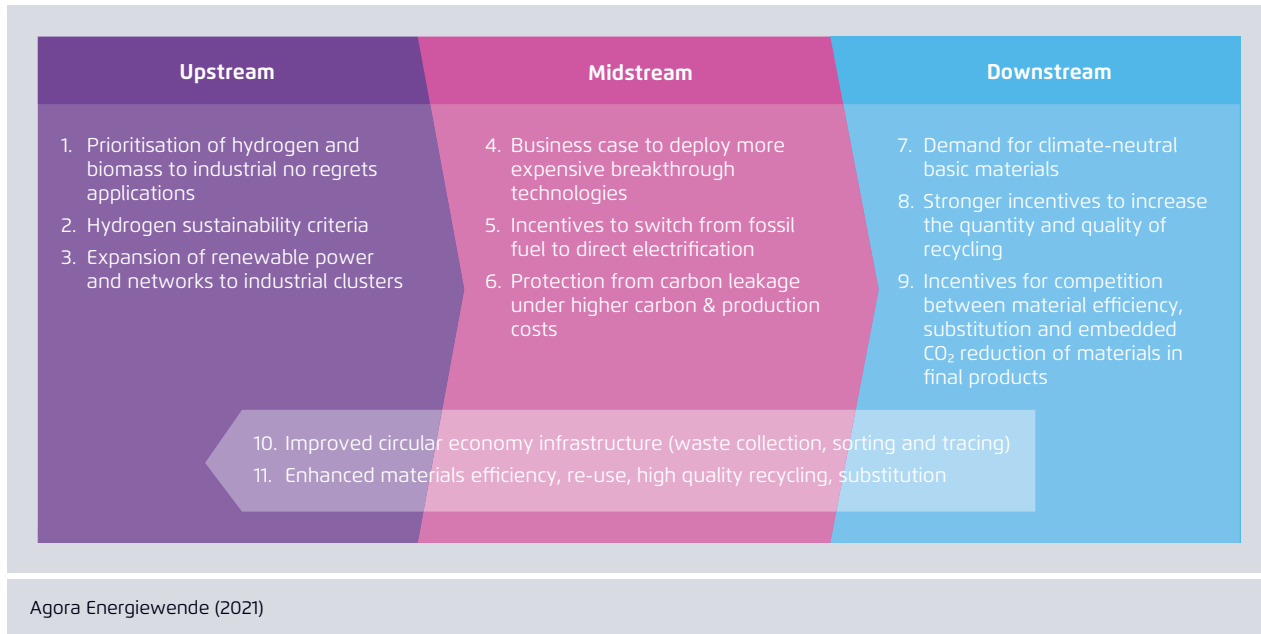 Upstream
Midstream
Downstream
1. Prioritisation of hydrogen and
biomass to industrial no regrets
applications
2. Hydrogen sustainability criteria
3. Expansion of renewable power
and networks to industrial clusters
4. Business case to deploy more
expensive breakthrough
technologies
5. Incentives to switch from fossil
fuel to direct electrification
6. Protection from carbon leakage
under higher carbon & production
costs
7. Demand for climate-neutral
basic materials
8. Stronger incentives to increase
the quantity and quality of
recycling
9. Incentives for competition
between material efficiency,
substitution and embedded
CO₂ reduction of materials in
final products
10. Improved circular economy infrastructure (waste collection, sorting and tracing)
11. Enhanced materials efficiency, re-use, high quality recycling, substitution
Agora Energiewende (2021)